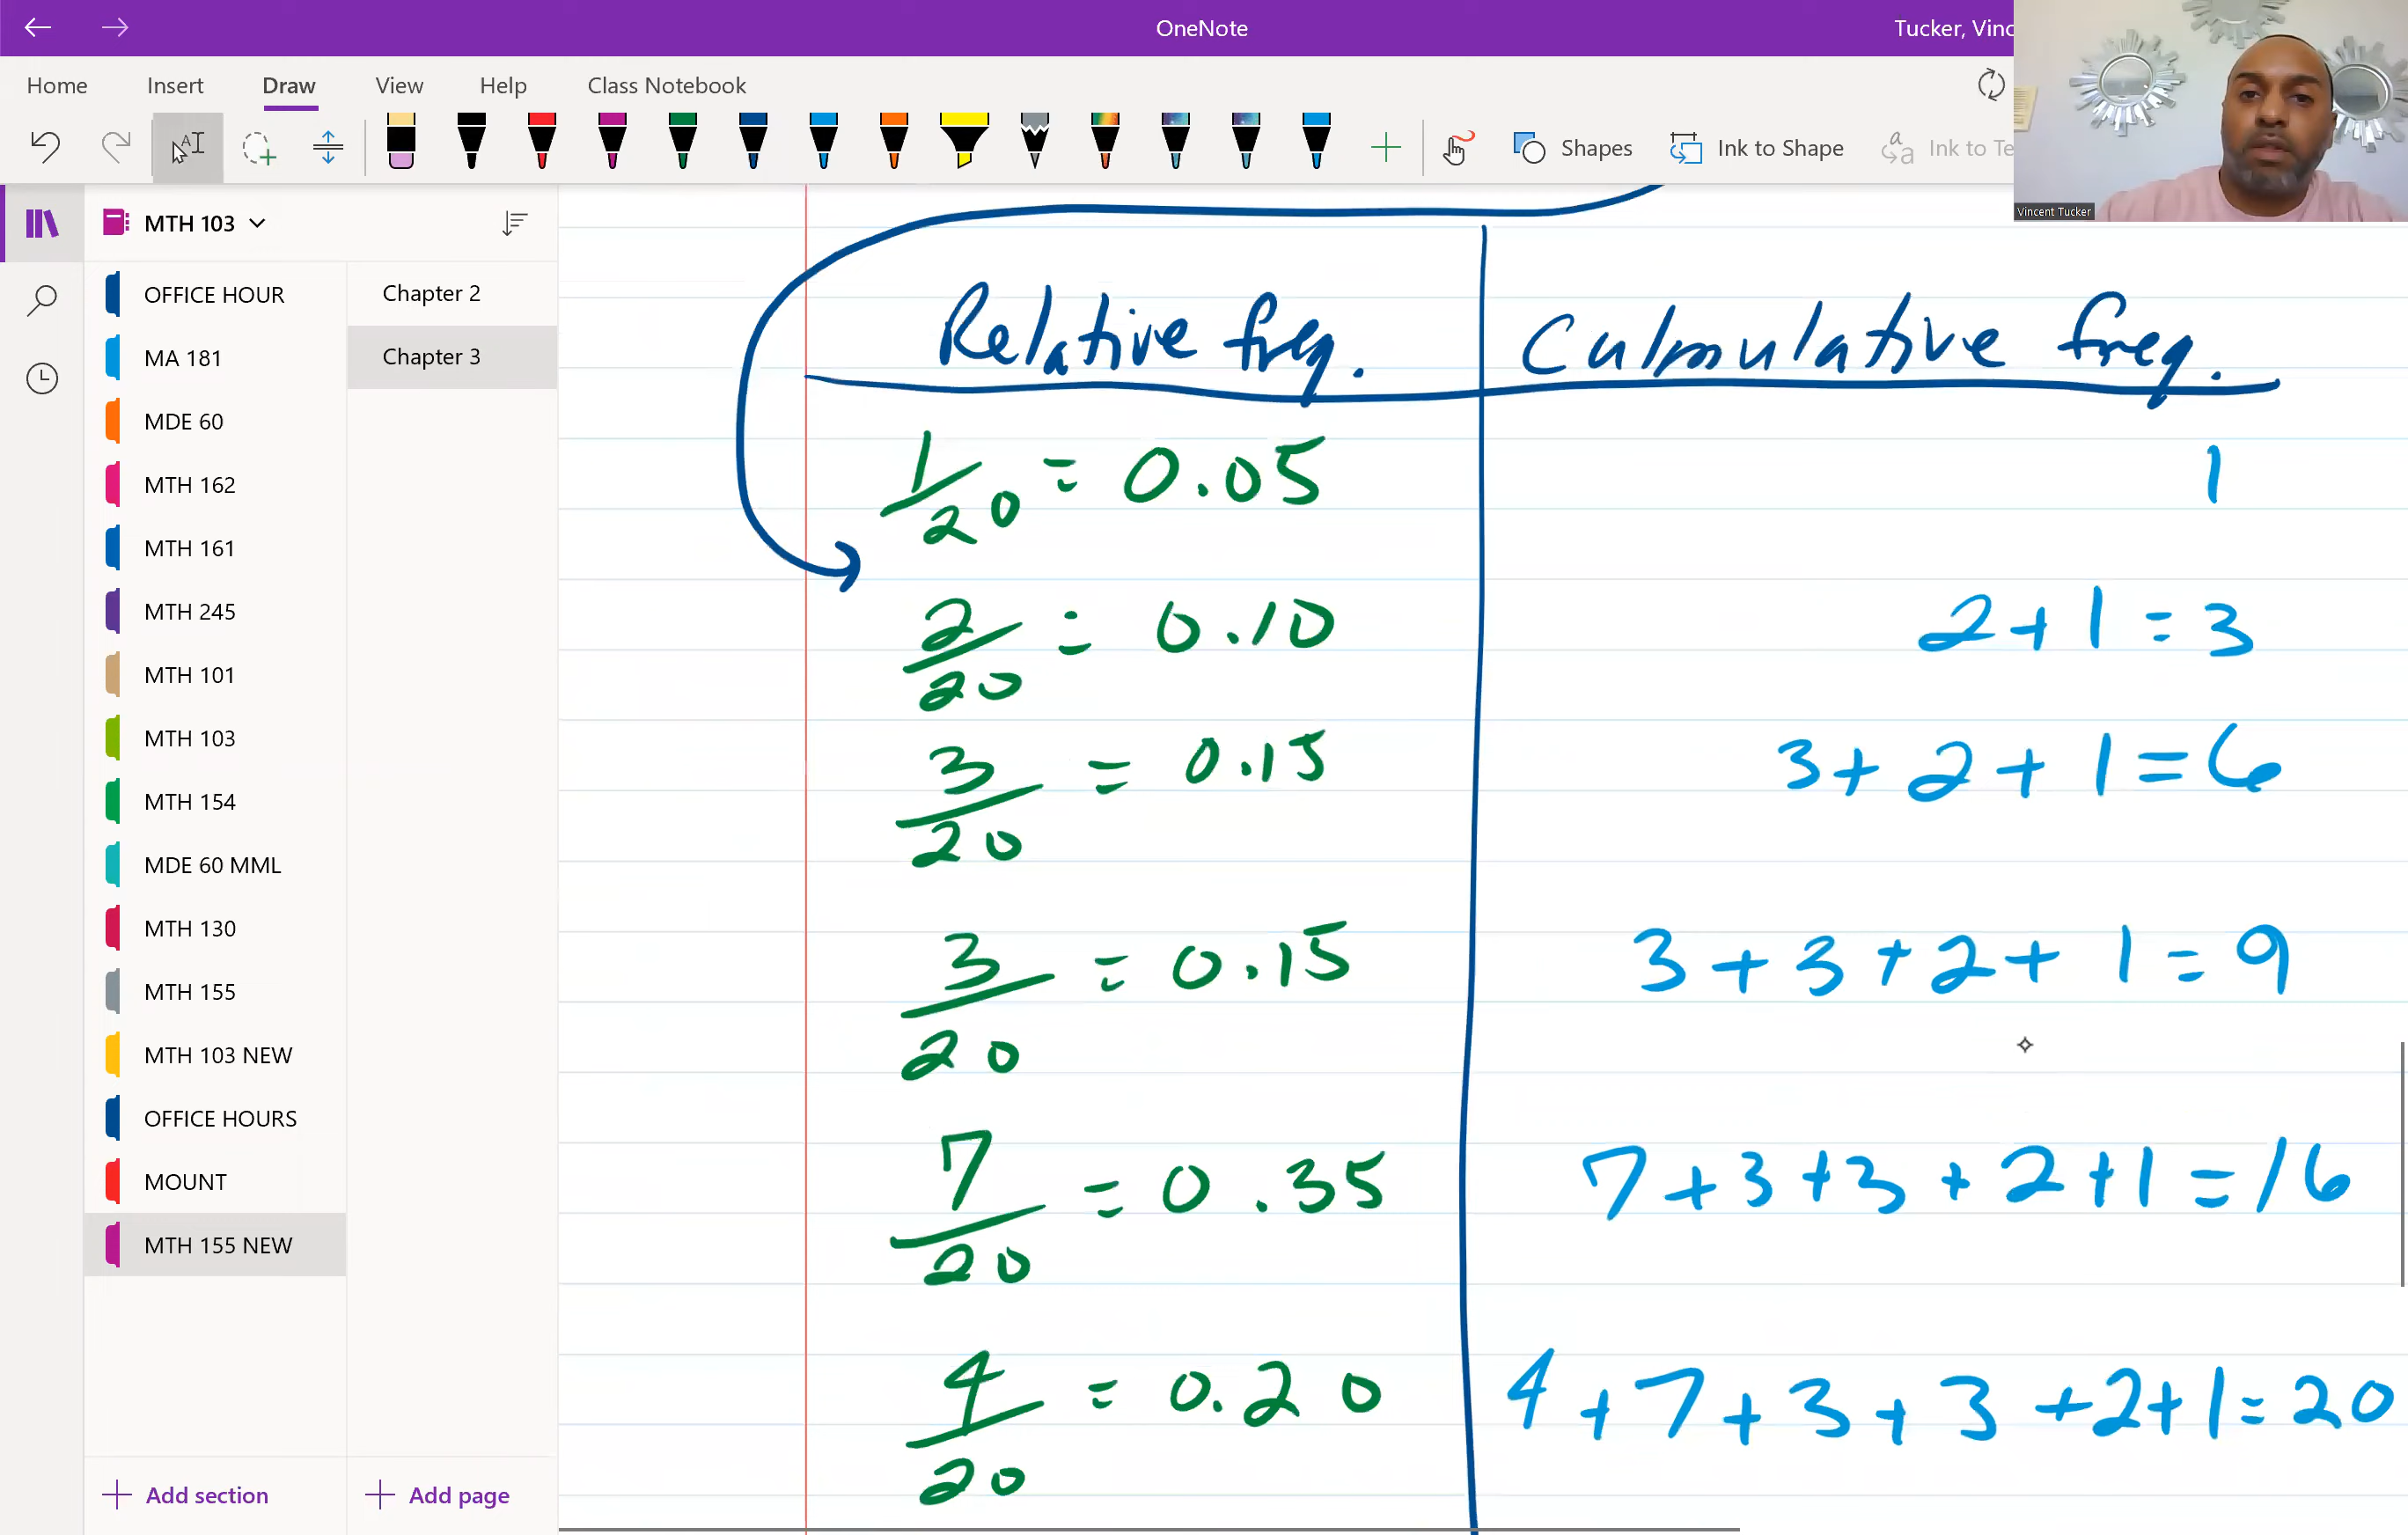 OneNote
Tucker, Vinc
Home Insert Draw View Help Class Notebook
Shapes Ink to Shape Ink to Te
Vincent Tucker
MTH 103
OFFICE HOUR
MA 181
MDE 60
MTH 162
MTH 161
MTH 245
MTH 101
MTH 103
MTH 154
MDE 60 MML
MTH 130
MTH 155
MTH 103 NEW
OFFICE HOURS
MOUNT
MTH 155 NEW
Add section
Chapter 2
Chapter 3
Add page
Relative freq. Culmulative freq.
1/20 = 0.05 1
2/20 = 0.10 2+1=3
3/20 = 0.15 3+2+1=6
3/20 = 0.15 3+3+2+1=9
7/20 = 0.35 7+3+3+2+1=16
4/20 = 0.20 4+7+3+3+2+1=20